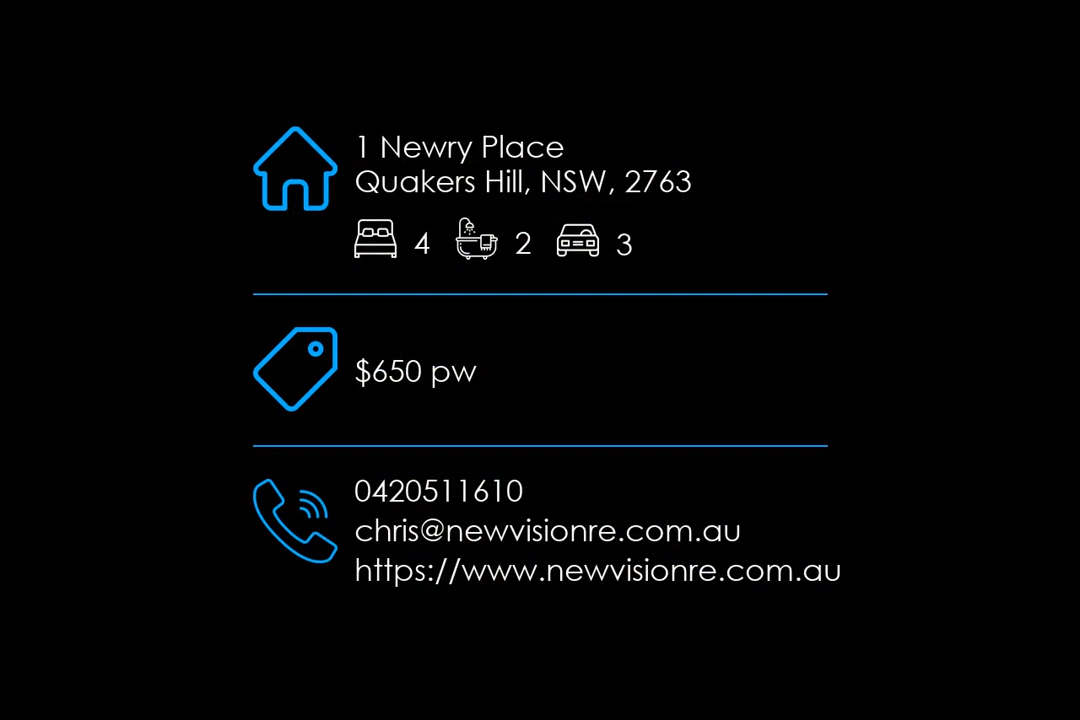 1 Newry Place
Quakers Hill, NSW, 2763
4 2 3
$650 pw
0420511610
chris@newvisionre.com.au
https://www.newvisionre.com.au